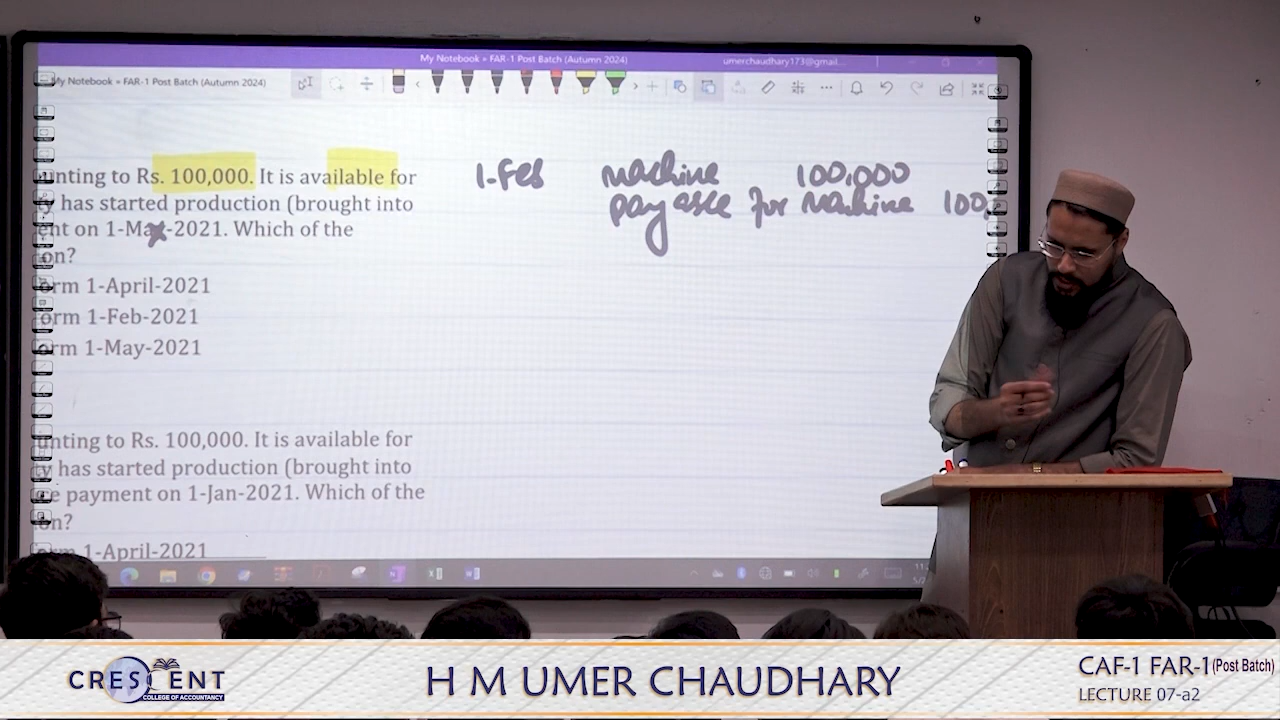 My Notebook » FAR-1 Post Batch (Autumn 2024)
umerchaudhary173@gmail...
My Notebook » FAR-1 Post Batch (Autumn 2024)
unting to Rs. 100,000. It is available for
y has started production (brought into
ent on 1-Max-2021. Which of the
on?
orm 1-April-2021
orm 1-Feb-2021
orm 1-May-2021
1-Feb machine 100,000
payable for machine 100,
unting to Rs. 100,000. It is available for
y has started production (brought into
ce payment on 1-Jan-2021. Which of the
on?
orm 1-April-2021
CRESCENT
COLLEGE OF ACCOUNTANCY
H M UMER CHAUDHARY
CAF-1 FAR-1 (Post Batch)
LECTURE 07-a2